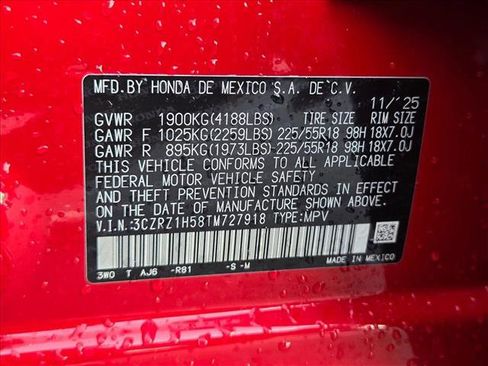 MFD. BY HONDA DE MEXICO S.A. DE C.V.
11/'25
GVWR 1900KG(4188LBS) TIRE SIZE RIM SIZE
GAWR F 1025KG(2259LBS) 225/55R18 98H 18X7.0J
GAWR R 895KG(1973LBS) 225/55R18 98H 18X7.0J
THIS VEHICLE CONFORMS TO ALL APPLICABLE
FEDERAL MOTOR VEHICLE SAFETY
AND THEFT PREVENTION STANDARDS IN EFFECT ON
THE DATE OF MANUFACTURE SHOWN ABOVE.
V.I.N.:3CZRZ1H58TM727918 TYPE:MPV
3W0 T AJ6 -R81 -S -M
MADE IN MEXICO